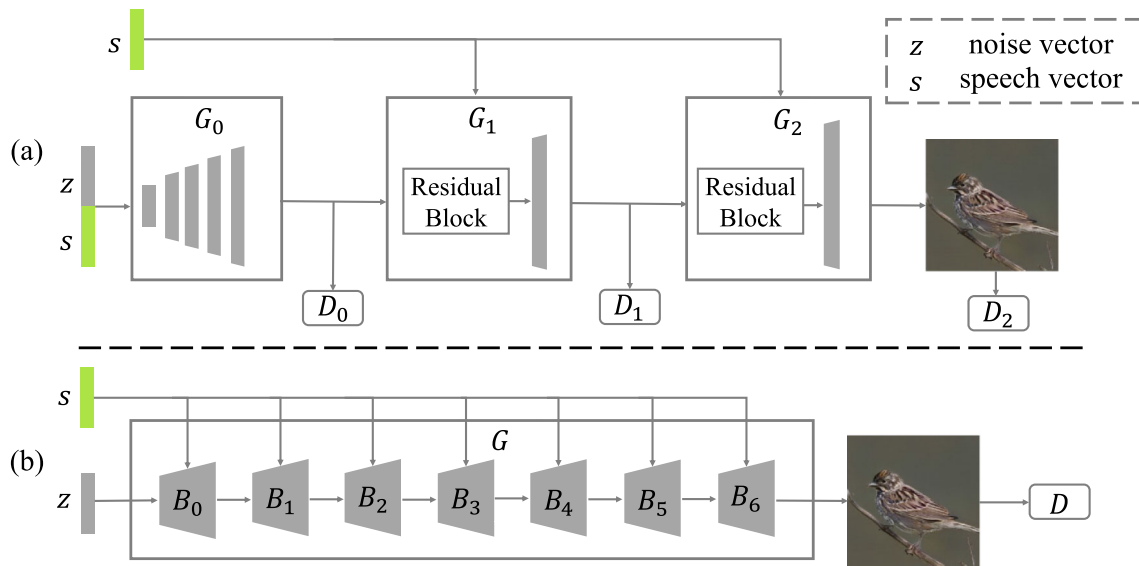 s
z noise vector
s speech vector
(a)
z
s
G₀
G₁
G₂
Residual
Block
Residual
Block
D₀
D₁
D₂
s
(b)
z
G
B₀
B₁
B₂
B₃
B₄
B₅
B₆
D